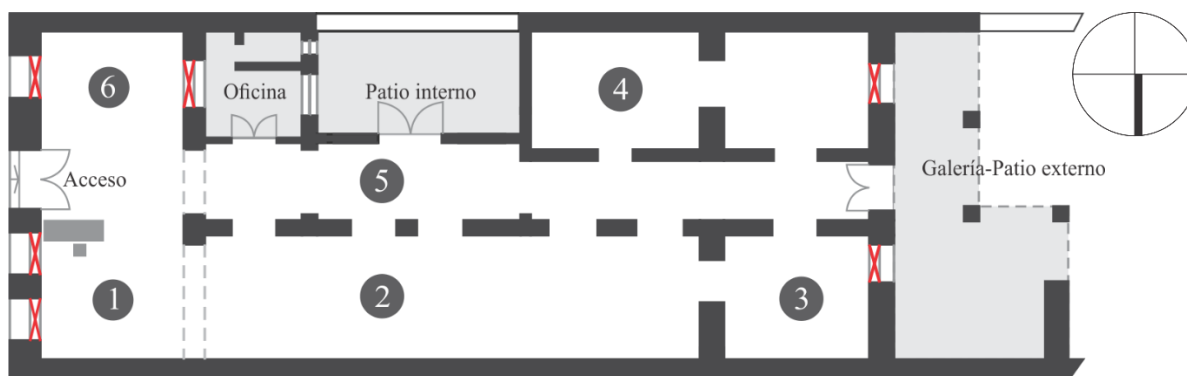 6
Oficina
Patio interno
4
Acceso
5
Galería-Patio externo
1
2
3